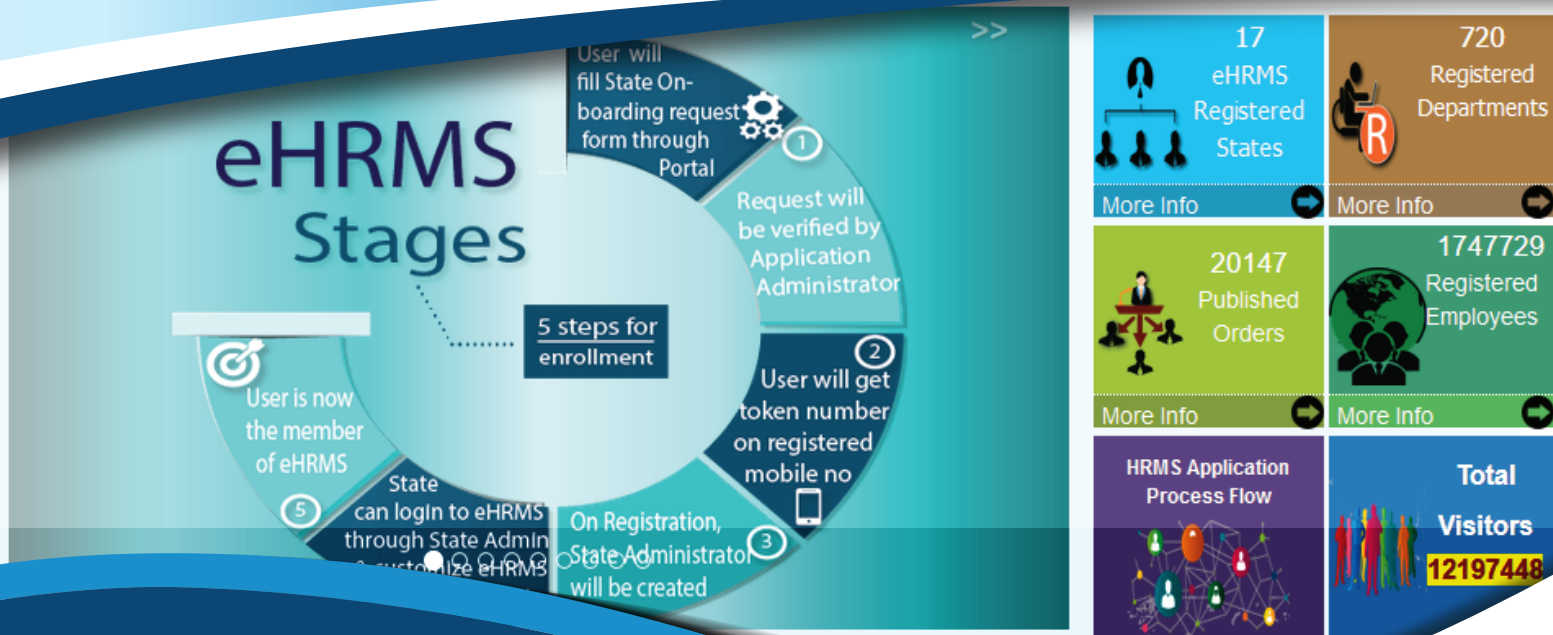 >>
eHRMS
Stages
5 steps for
enrollment
User will
fill State On-
boarding request
form through
Portal
1
Request will
be verified by
Application
Administrator
2
User will get
token number
on registered
mobile no
On Registration,
State Administrator
will be created
3
State
can login to eHRMS
through State Admin
customize eHRMS
User is now
the member
of eHRMS
5
17
eHRMS
Registered
States
More Info
720
Registered
Departments
R
More Info
20147
Published
Orders
More Info
1747729
Registered
Employees
More Info
HRMS Application
Process Flow
Total
Visitors
12197448